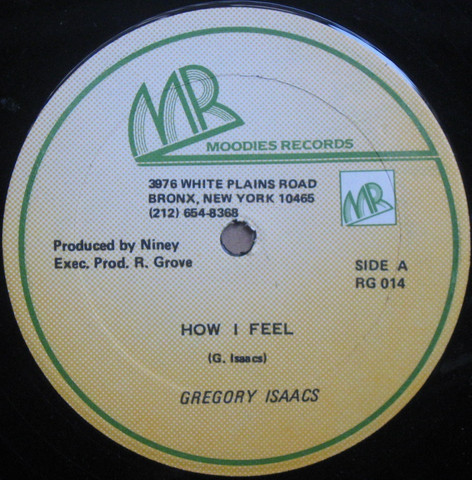 MR
MOODIES RECORDS
3976 WHITE PLAINS ROAD
BRONX, NEW YORK 10465
(212) 654-8368
MR
Produced by Niney
Exec. Prod. R. Grove
SIDE A
RG 014
HOW I FEEL
(G. Isaacs)
GREGORY ISAACS